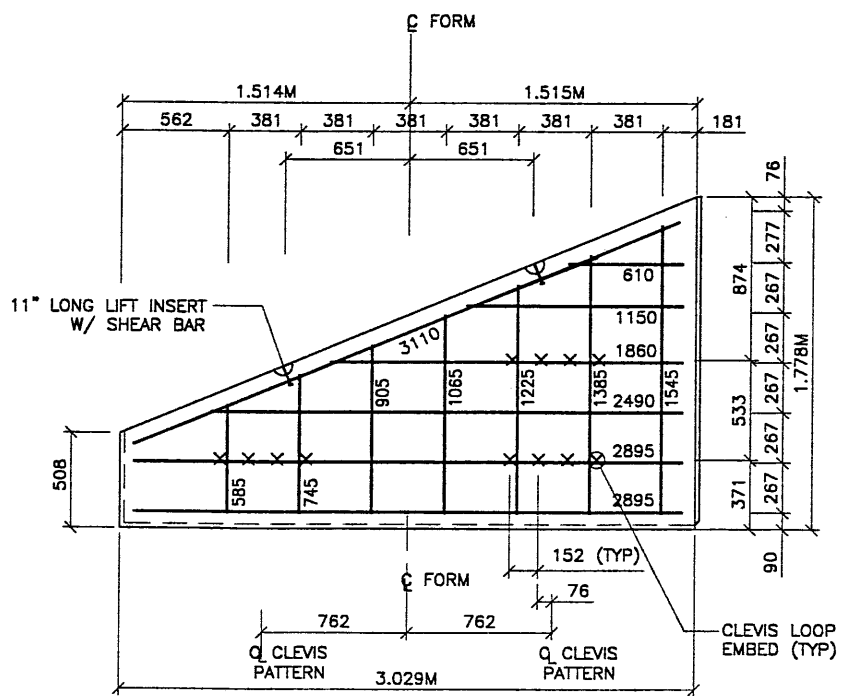 ℄ FORM
1.514M 1.515M
562 381 381 381 381 381 381 181
651 651
76
277
874
267
610
11" LONG LIFT INSERT
W/ SHEAR BAR
1150
267
3110
1860
1.778M
905 1065 1225 1385 1545
267
2490
533
267
508
585 745
2895
2895
371
267
90
152 (TYP)
℄ FORM
76
762 762
℄ CLEVIS
PATTERN
℄ CLEVIS
PATTERN
CLEVIS LOOP
EMBED (TYP)
3.029M